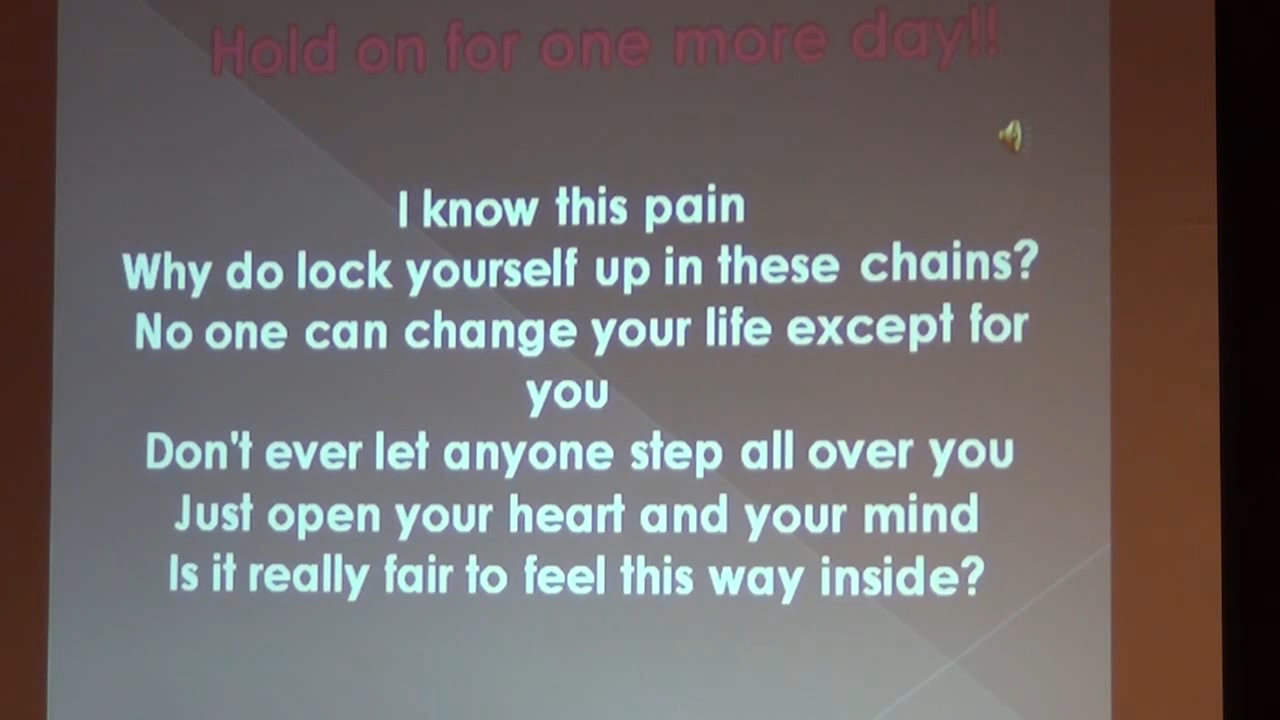 Hold on for one more day!!
I know this pain
Why do lock yourself up in these chains?
No one can change your life except for
you
Don't ever let anyone step all over you
Just open your heart and your mind
Is it really fair to feel this way inside?